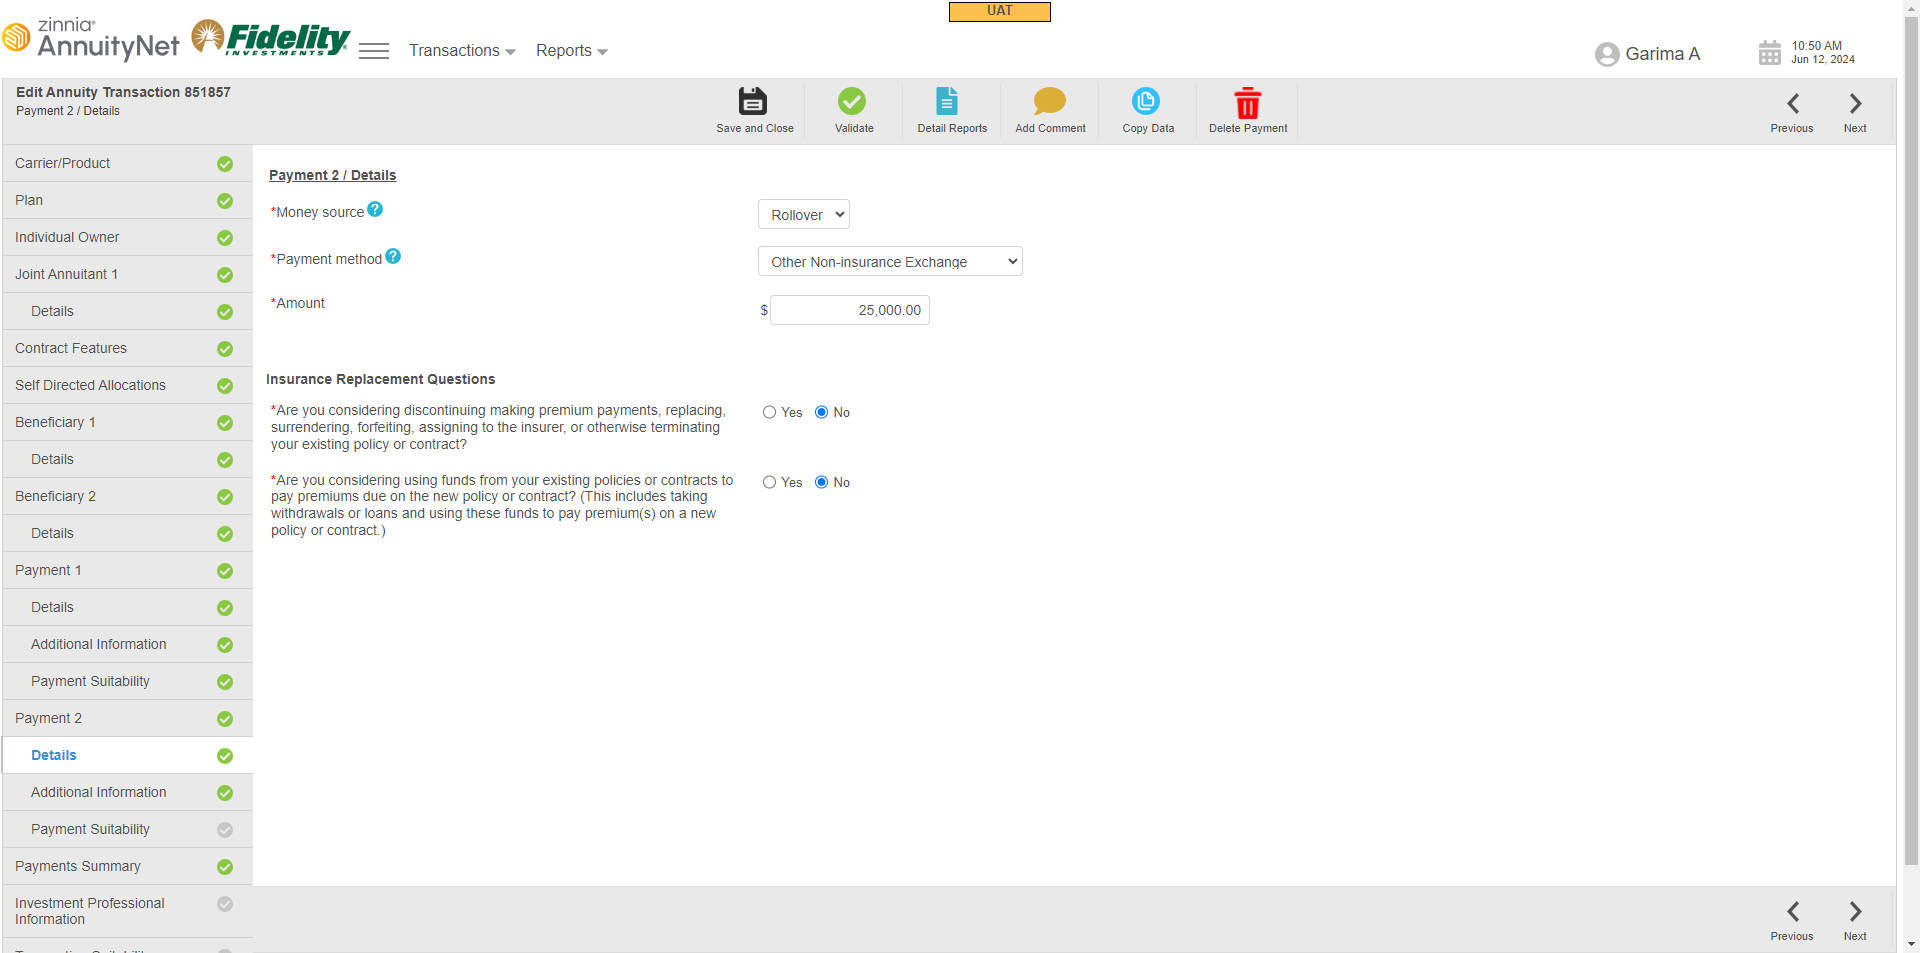 UAT
zinnia
AnnuityNet
Fidelity
INVESTMENTS
Transactions
Reports
Garima A
10:50 AM
Jun 12, 2024
Edit Annuity Transaction 851857
Payment 2 / Details
Save and Close
Validate
Detail Reports
Add Comment
Copy Data
Delete Payment
Previous
Next
Carrier/Product
Plan
Individual Owner
Joint Annuitant 1
Details
Contract Features
Self Directed Allocations
Beneficiary 1
Details
Beneficiary 2
Details
Payment 1
Details
Additional Information
Payment Suitability
Payment 2
Details
Additional Information
Payment Suitability
Payments Summary
Investment Professional
Information
Payment 2 / Details
*Money source ?
Rollover
*Payment method ?
Other Non-insurance Exchange
*Amount
$ 25,000.00
Insurance Replacement Questions
*Are you considering discontinuing making premium payments, replacing,
surrendering, forfeiting, assigning to the insurer, or otherwise terminating
your existing policy or contract?
Yes No
*Are you considering using funds from your existing policies or contracts to
pay premiums due on the new policy or contract? (This includes taking
withdrawals or loans and using these funds to pay premium(s) on a new
policy or contract.)
Yes No
Previous
Next